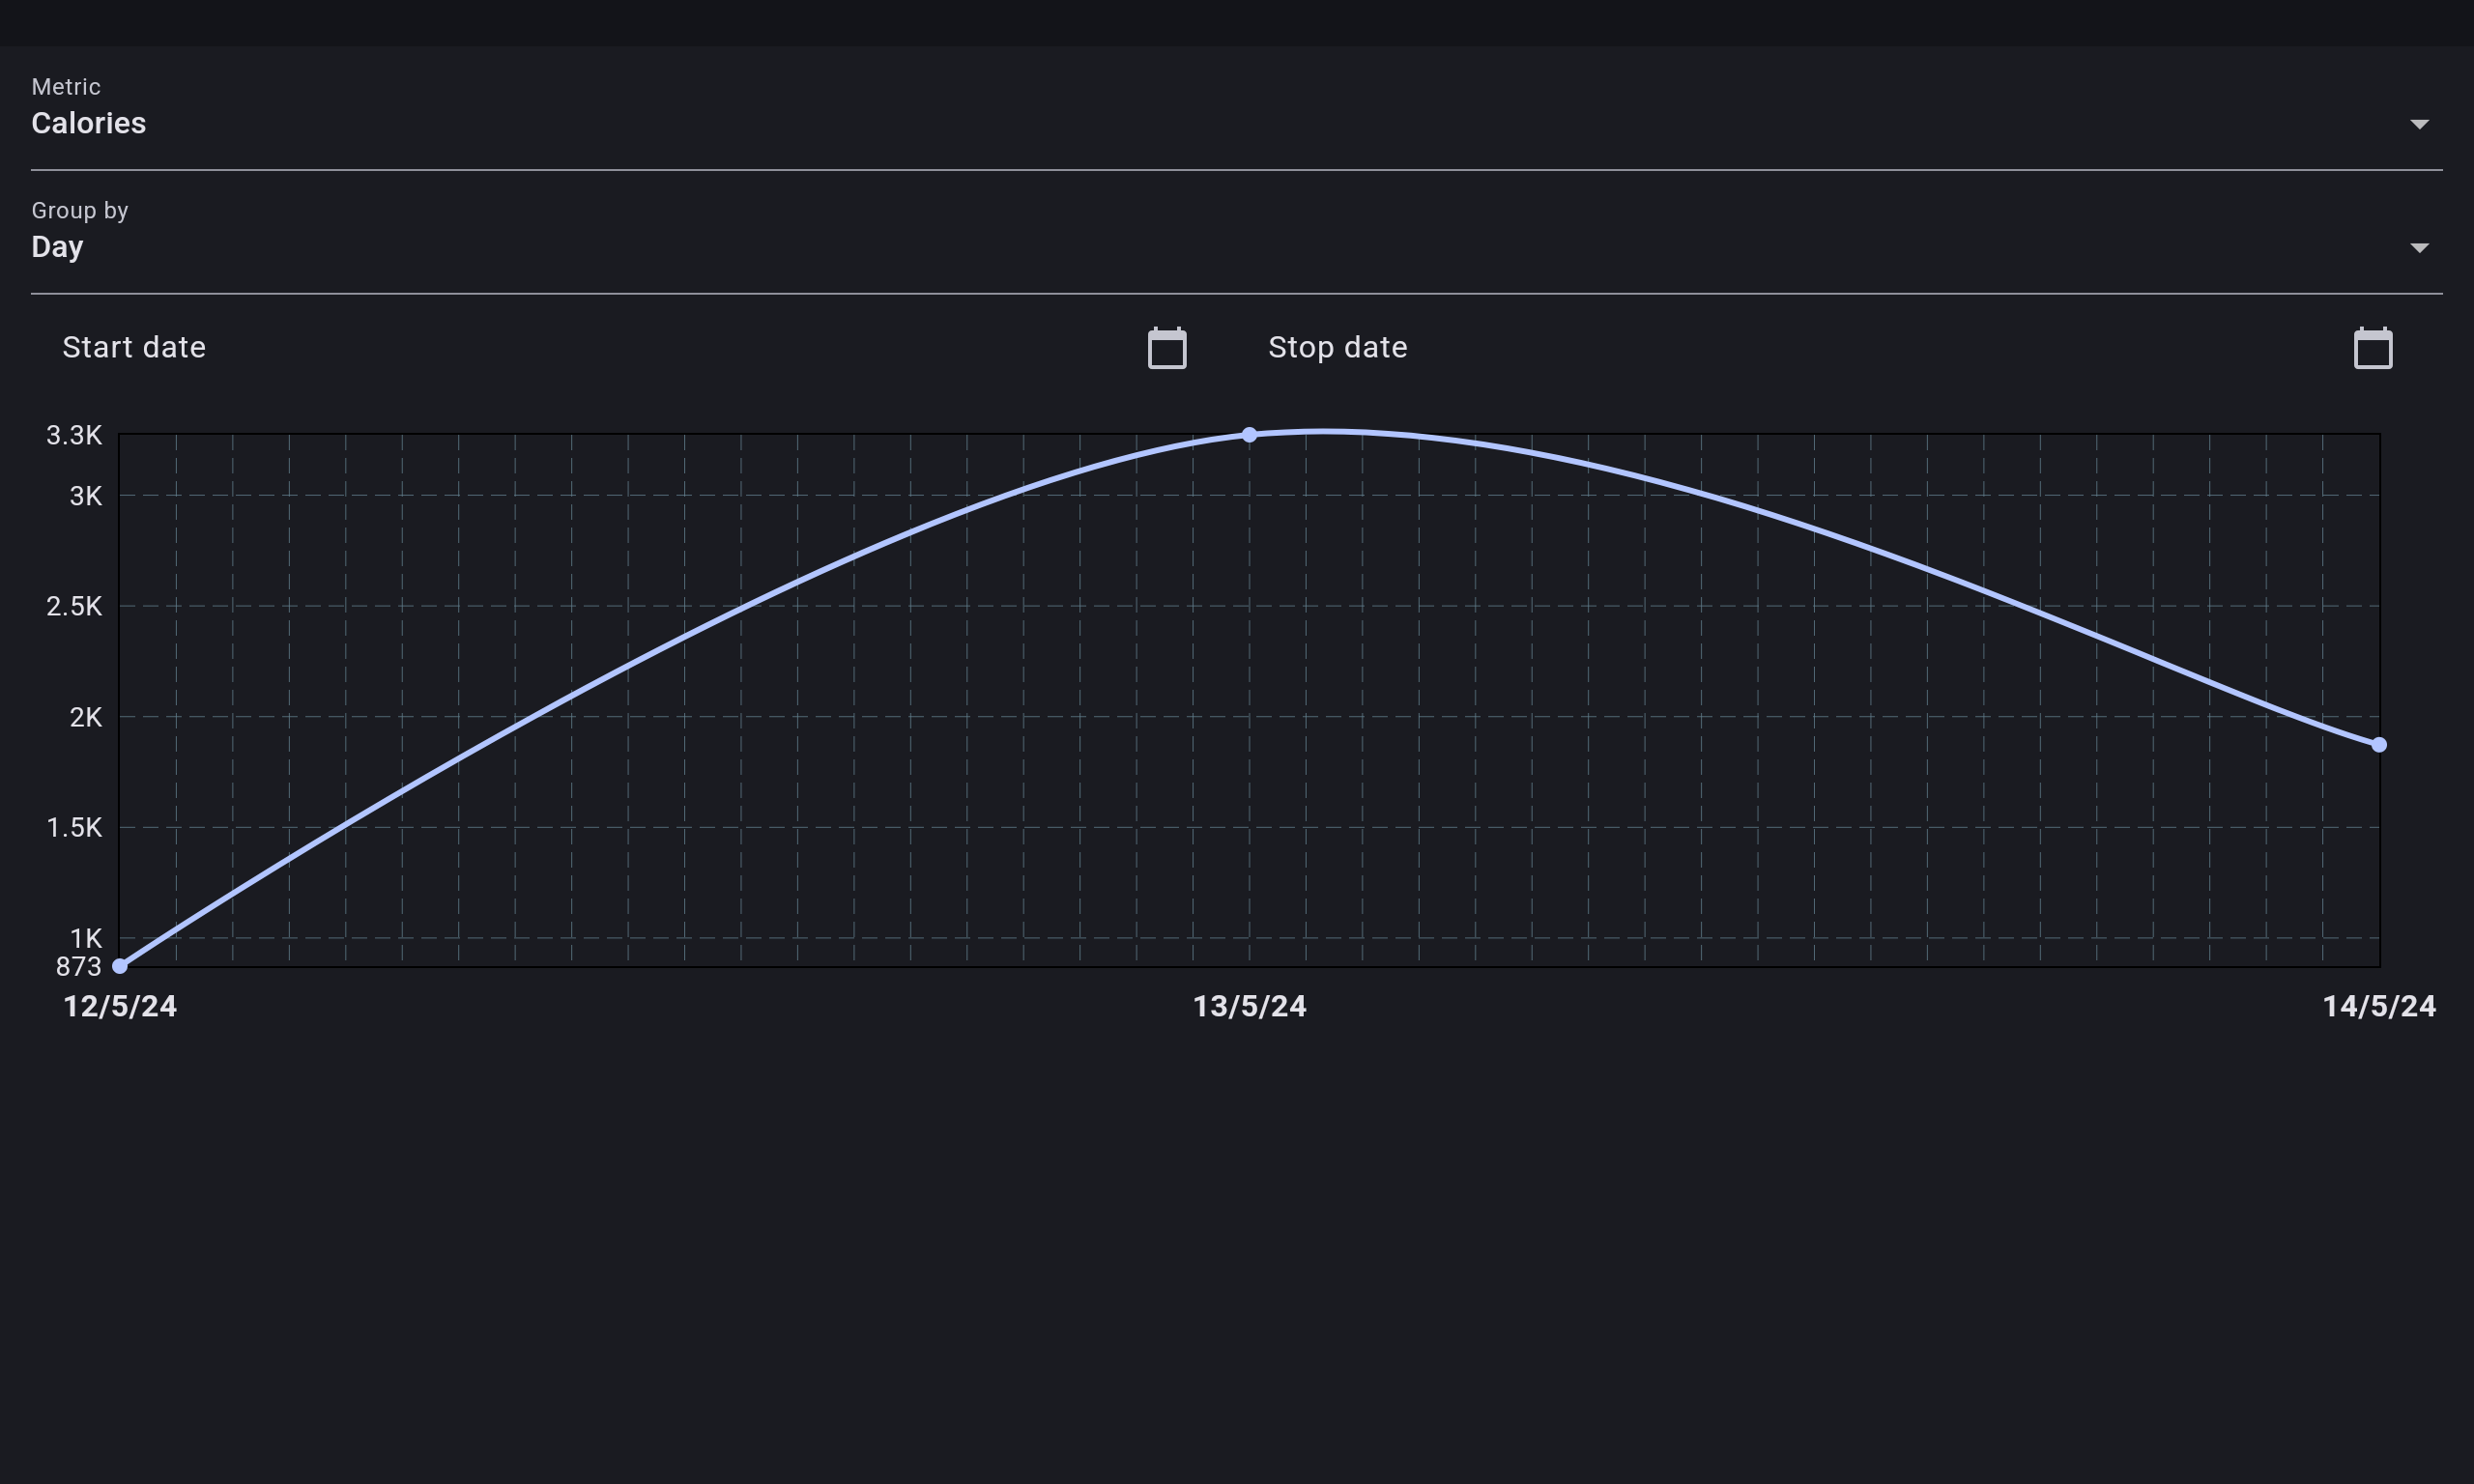 Metric
Calories
Group by
Day
Start date
Stop date
3.3K
3K
2.5K
2K
1.5K
1K
873
12/5/24
13/5/24
14/5/24